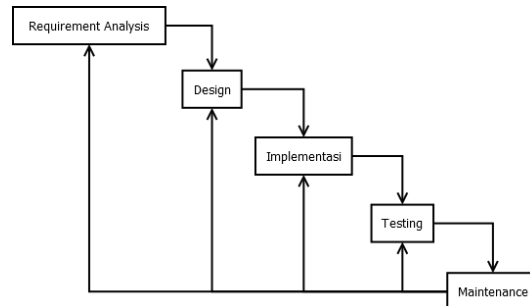 Requirement Analysis
Design
Implementasi
Testing
Maintenance